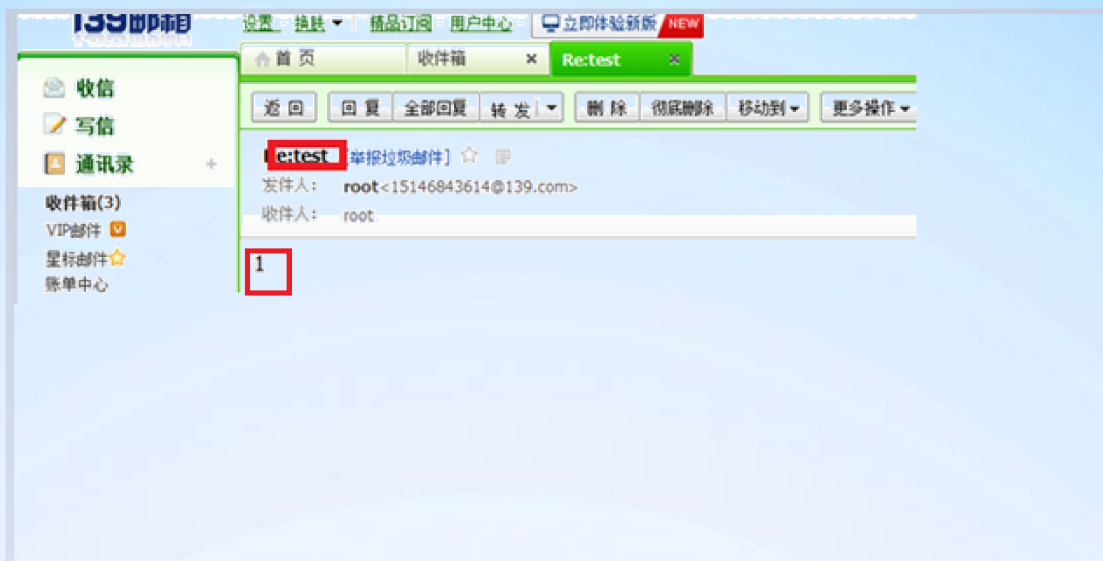 139邮箱
设置 换肤 精品订阅 用户中心 立即体验新版 NEW
首 页 收件箱 × Re:test ×
收信
写信
通讯录 +
返 回 回 复 全部回复 转 发 删 除 彻底删除 移动到 更多操作
Re:test [举报垃圾邮件]
发件人: root<15146843614@139.com>
收件人: root
收件箱(3)
VIP邮件
星标邮件
账单中心
1